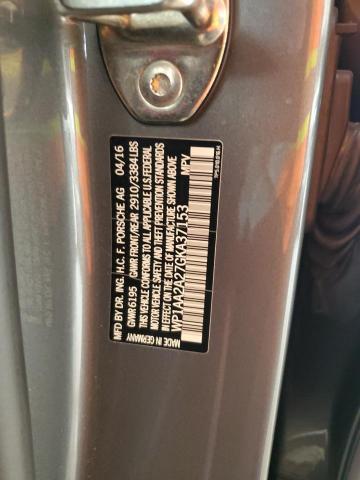 MFD BY DR. ING. H.C. F. PORSCHE AG 04/16
GVWR 6195 GAWR FRONT/REAR 2910/3384LBS
THIS VEHICLE CONFORMS TO ALL APPLICABLE U.S. FEDERAL
MOTOR VEHICLE SAFETY AND THEFT PREVENTION STANDARDS
IN EFFECT ON THE DATE OF MANUFACTURE SHOWN ABOVE
WP1AA2A27GKA37153 MPV
MADE IN GERMANY